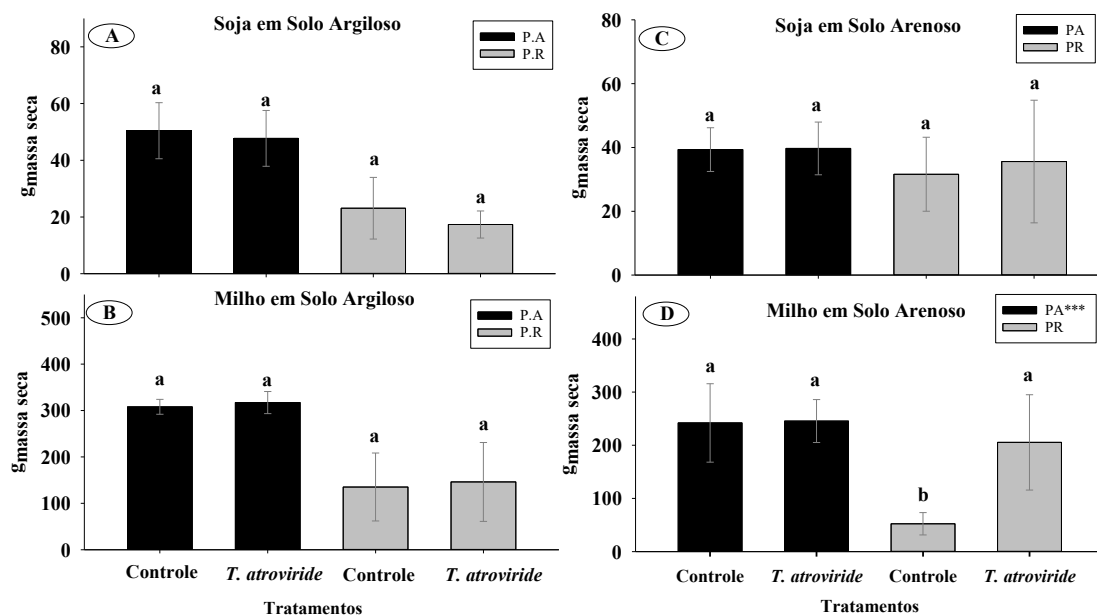 A
Soja em Solo Argiloso
P.A
P.R
80
60
40
20
0
gmassa seca
a
a
a
a
C
Soja em Solo Arenoso
PA
PR
80
60
40
20
0
gmassa seca
a
a
a
a
B
Milho em Solo Argiloso
P.A
P.R
500
400
300
200
100
0
gmassa seca
a
a
a
a
Controle
T. atroviride
Controle
T. atroviride
Tratamentos
D
Milho em Solo Arenoso
PA***
PR
400
300
200
100
0
gmassa seca
a
a
b
a
Controle
T. atroviride
Controle
T. atroviride
Tratamentos